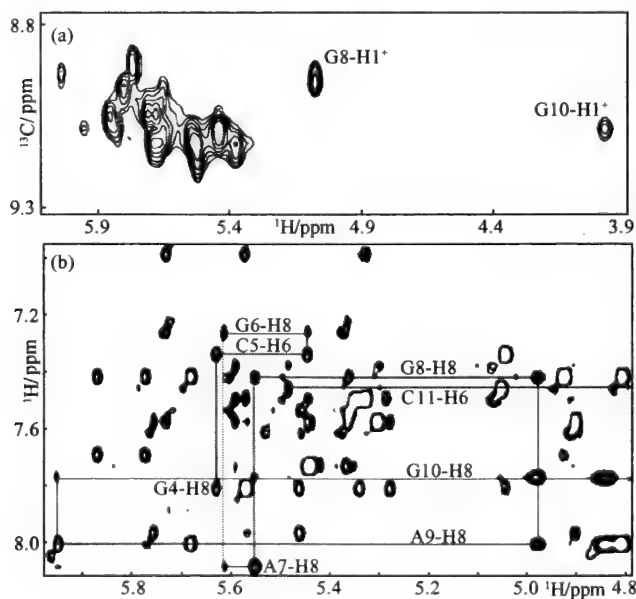 8.8
(a)
G8-H1⁺
G10-H1⁺
¹³C/ppm
9.3
5.9 5.4 4.9 4.4 3.9
¹H/ppm
(b)
7.2
G6-H8
C5-H6
G8-H8
¹H/ppm
C11-H6
7.6
G10-H8
G4-H8
A9-H8
8.0
A7-H8
5.8 5.6 5.4 5.2 5.0 ¹H/ppm 4.8